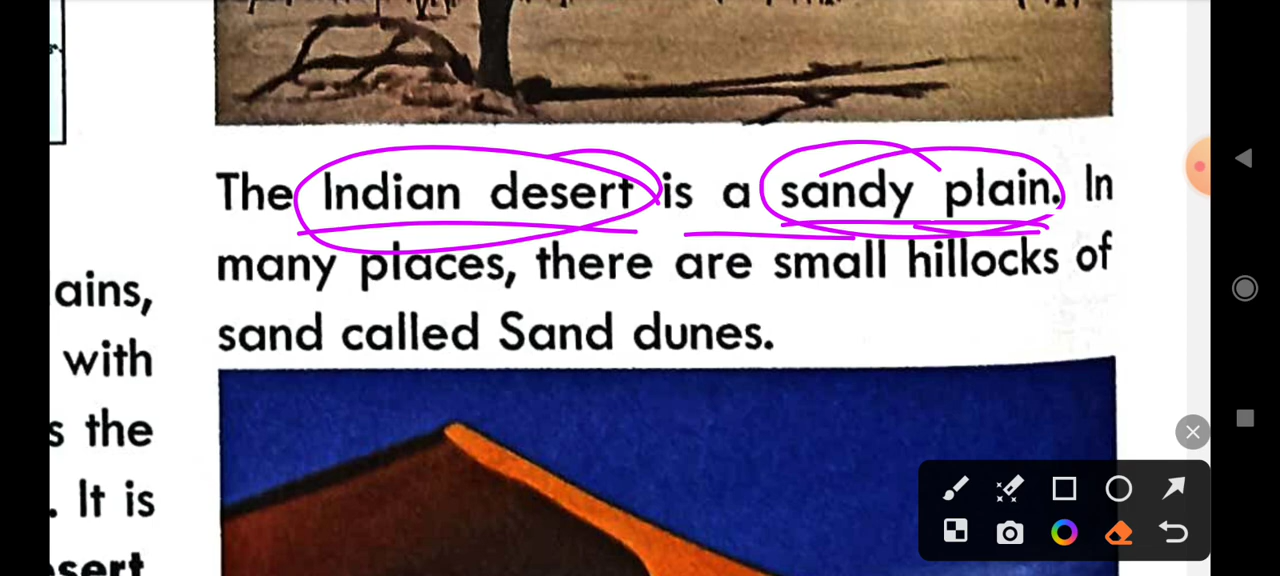 The Indian desert is a sandy plain. In
many places, there are small hillocks of
sand called Sand dunes.
ains,
with
s the
. It is
sert